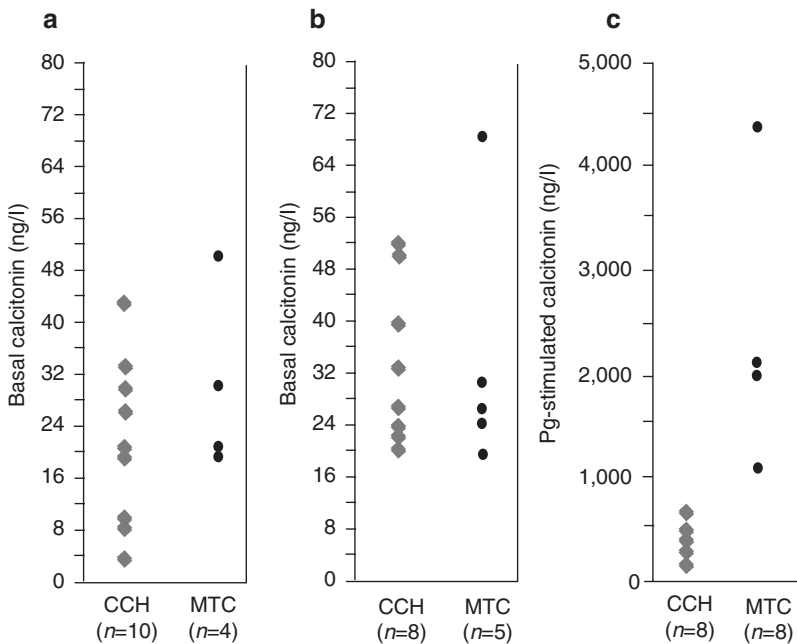 a
80
72
64
56
48
40
32
24
16
8
0
Basal calcitonin (ng/l)
CCH MTC
(n=10) (n=4)
b
80
72
64
56
48
40
32
24
16
8
0
Basal calcitonin (ng/l)
CCH MTC
(n=8) (n=5)
c
5,000
4,000
3,000
2,000
1,000
0
Pg-stimulated calcitonin (ng/l)
CCH MTC
(n=8) (n=8)